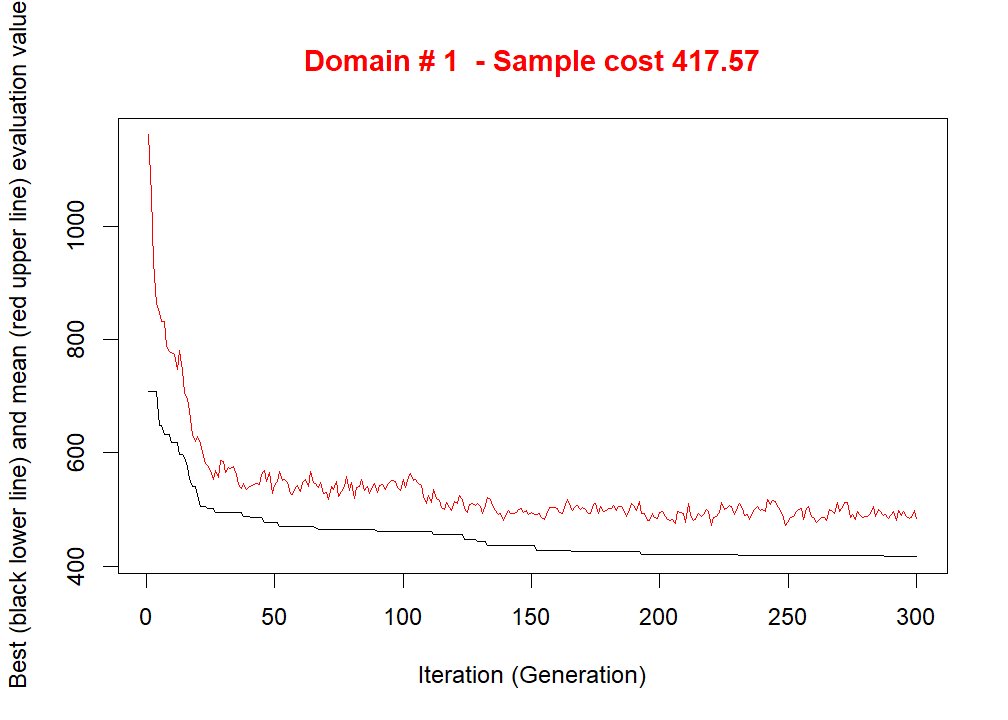 Domain # 1  - Sample cost 417.57
Best (black lower line) and mean (red upper line) evaluation value
1000
800
600
400
0 50 100 150 200 250 300
Iteration (Generation)